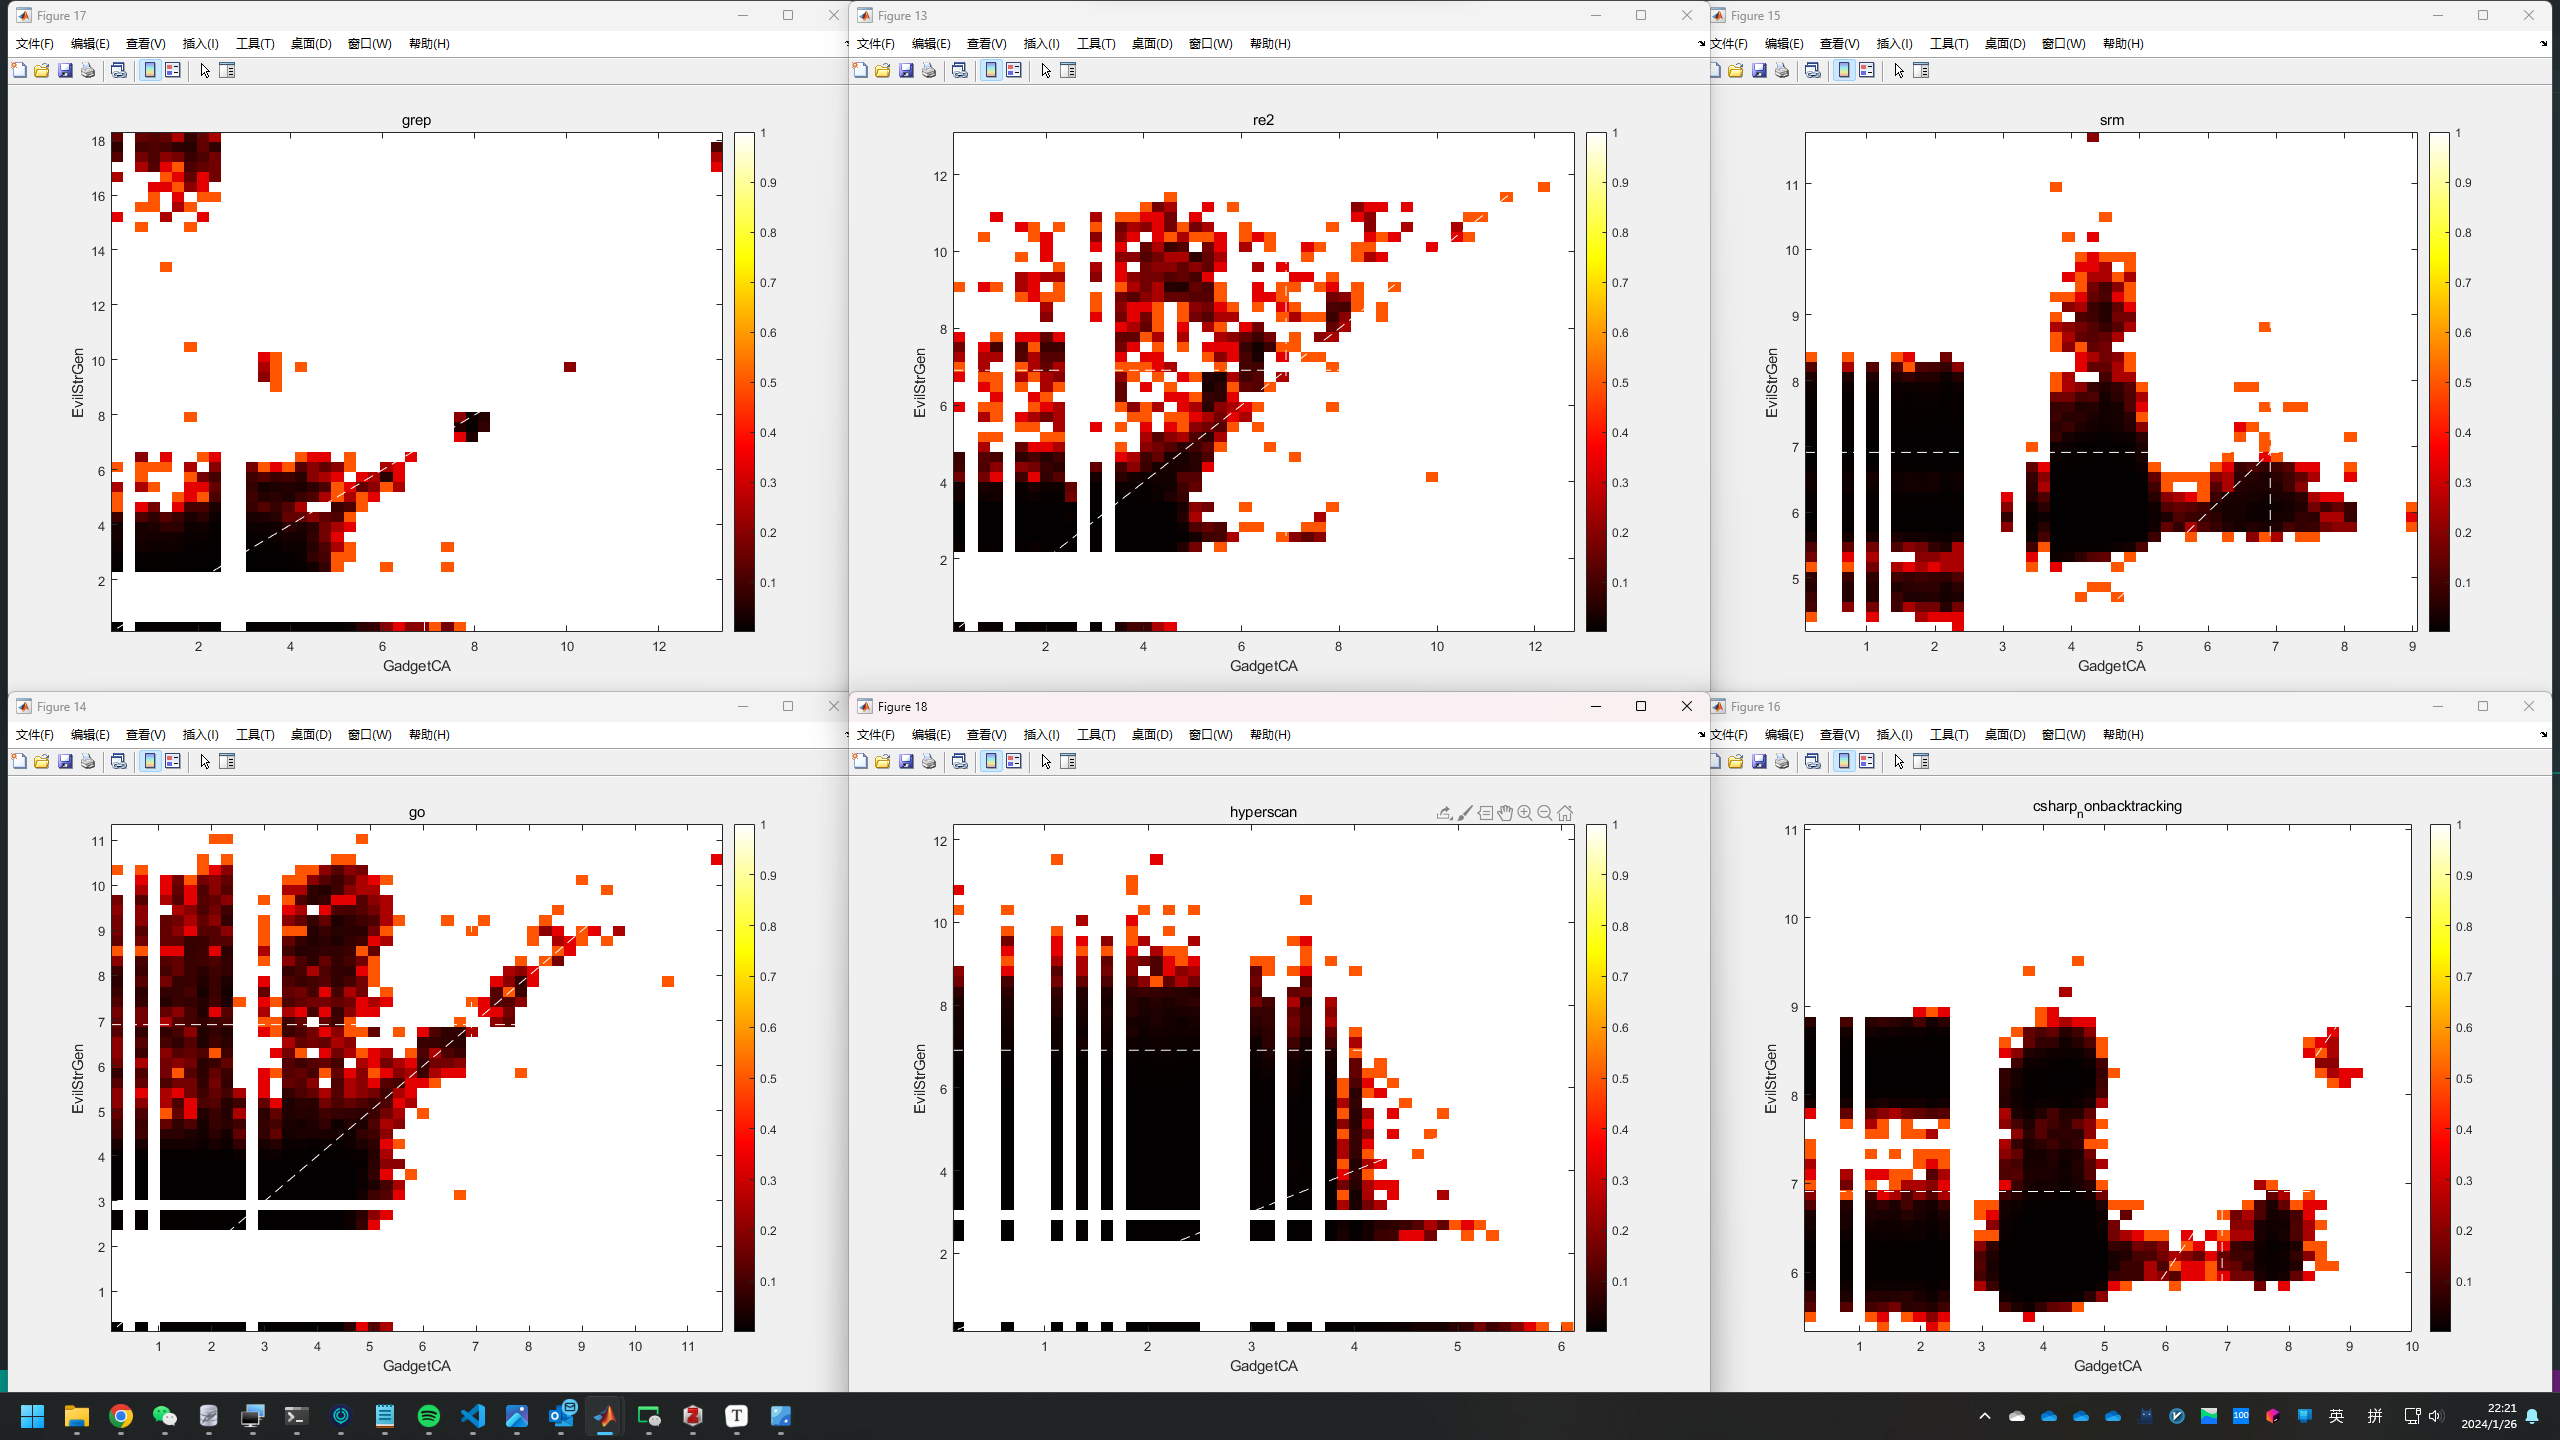 Figure 17
文件(F) 编辑(E) 查看(V) 插入(I) 工具(T) 桌面(D) 窗口(W) 帮助(H)
grep
EvilStrGen
18
16
14
12
10
8
6
4
2
2 4 6 8 10 12
GadgetCA
1
0.9
0.8
0.7
0.6
0.5
0.4
0.3
0.2
0.1
Figure 13
文件(F) 编辑(E) 查看(V) 插入(I) 工具(T) 桌面(D) 窗口(W) 帮助(H)
re2
EvilStrGen
12
10
8
6
4
2
2 4 6 8 10 12
GadgetCA
1
0.9
0.8
0.7
0.6
0.5
0.4
0.3
0.2
0.1
Figure 15
文件(F) 编辑(E) 查看(V) 插入(I) 工具(T) 桌面(D) 窗口(W) 帮助(H)
srm
EvilStrGen
11
10
9
8
7
6
5
1 2 3 4 5 6 7 8 9
GadgetCA
1
0.9
0.8
0.7
0.6
0.5
0.4
0.3
0.2
0.1
Figure 14
文件(F) 编辑(E) 查看(V) 插入(I) 工具(T) 桌面(D) 窗口(W) 帮助(H)
go
EvilStrGen
11
10
9
8
7
6
5
4
3
2
1
1 2 3 4 5 6 7 8 9 10 11
GadgetCA
1
0.9
0.8
0.7
0.6
0.5
0.4
0.3
0.2
0.1
Figure 18
文件(F) 编辑(E) 查看(V) 插入(I) 工具(T) 桌面(D) 窗口(W) 帮助(H)
hyperscan
EvilStrGen
12
10
8
6
4
2
1 2 3 4 5 6
GadgetCA
1
0.9
0.8
0.7
0.6
0.5
0.4
0.3
0.2
0.1
Figure 16
文件(F) 编辑(E) 查看(V) 插入(I) 工具(T) 桌面(D) 窗口(W) 帮助(H)
csharp_nonbacktracking
EvilStrGen
11
10
9
8
7
6
1 2 3 4 5 6 7 8 9 10
GadgetCA
1
0.9
0.8
0.7
0.6
0.5
0.4
0.3
0.2
0.1
T
100
英 拼
22:21
2024/1/26